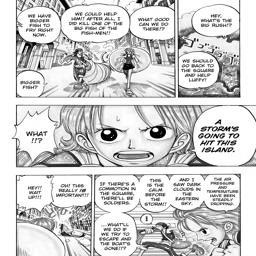 HEY,
WHAT'S THE
BIG RUSH!?
WE SHOULD
GO BACK TO
THE SQUARE
AND HELP
LUFFY!
WHAT GOOD
CAN WE DO
THERE!?
WE COULD HELP
HIM!! AFTER ALL, I
DID KILL ONE OF THE
BIG FISH OF THE
FISH-MEN!!
WE HAVE
BIGGER
FISH TO
FRY RIGHT
NOW.
BIGGER
FISH?
A
STORM'S
GOING TO
HIT THIS
ISLAND.
WHAT
!!?
THE AIR
PRESSURE
AND
TEMPERATURE
HAVE BEEN
STEADILY
DROPPING.
AND I
SAW DARK
CLOUDS
IN THE
EASTERN
SKY.
THIS IS
THE CALM
BEFORE
THE
STORM!!
IF THERE'S
A COMMOTION
IN THE
SQUARE,
THERE'LL BE
SOLDIERS.
...WHAT'LL
WE DO IF
WE TRY TO
ESCAPE AND
THE BOAT'S
GONE!?
OH! THIS
REALLY IS
IMPORTANT!!
HEY!!
WAIT
UP!!!